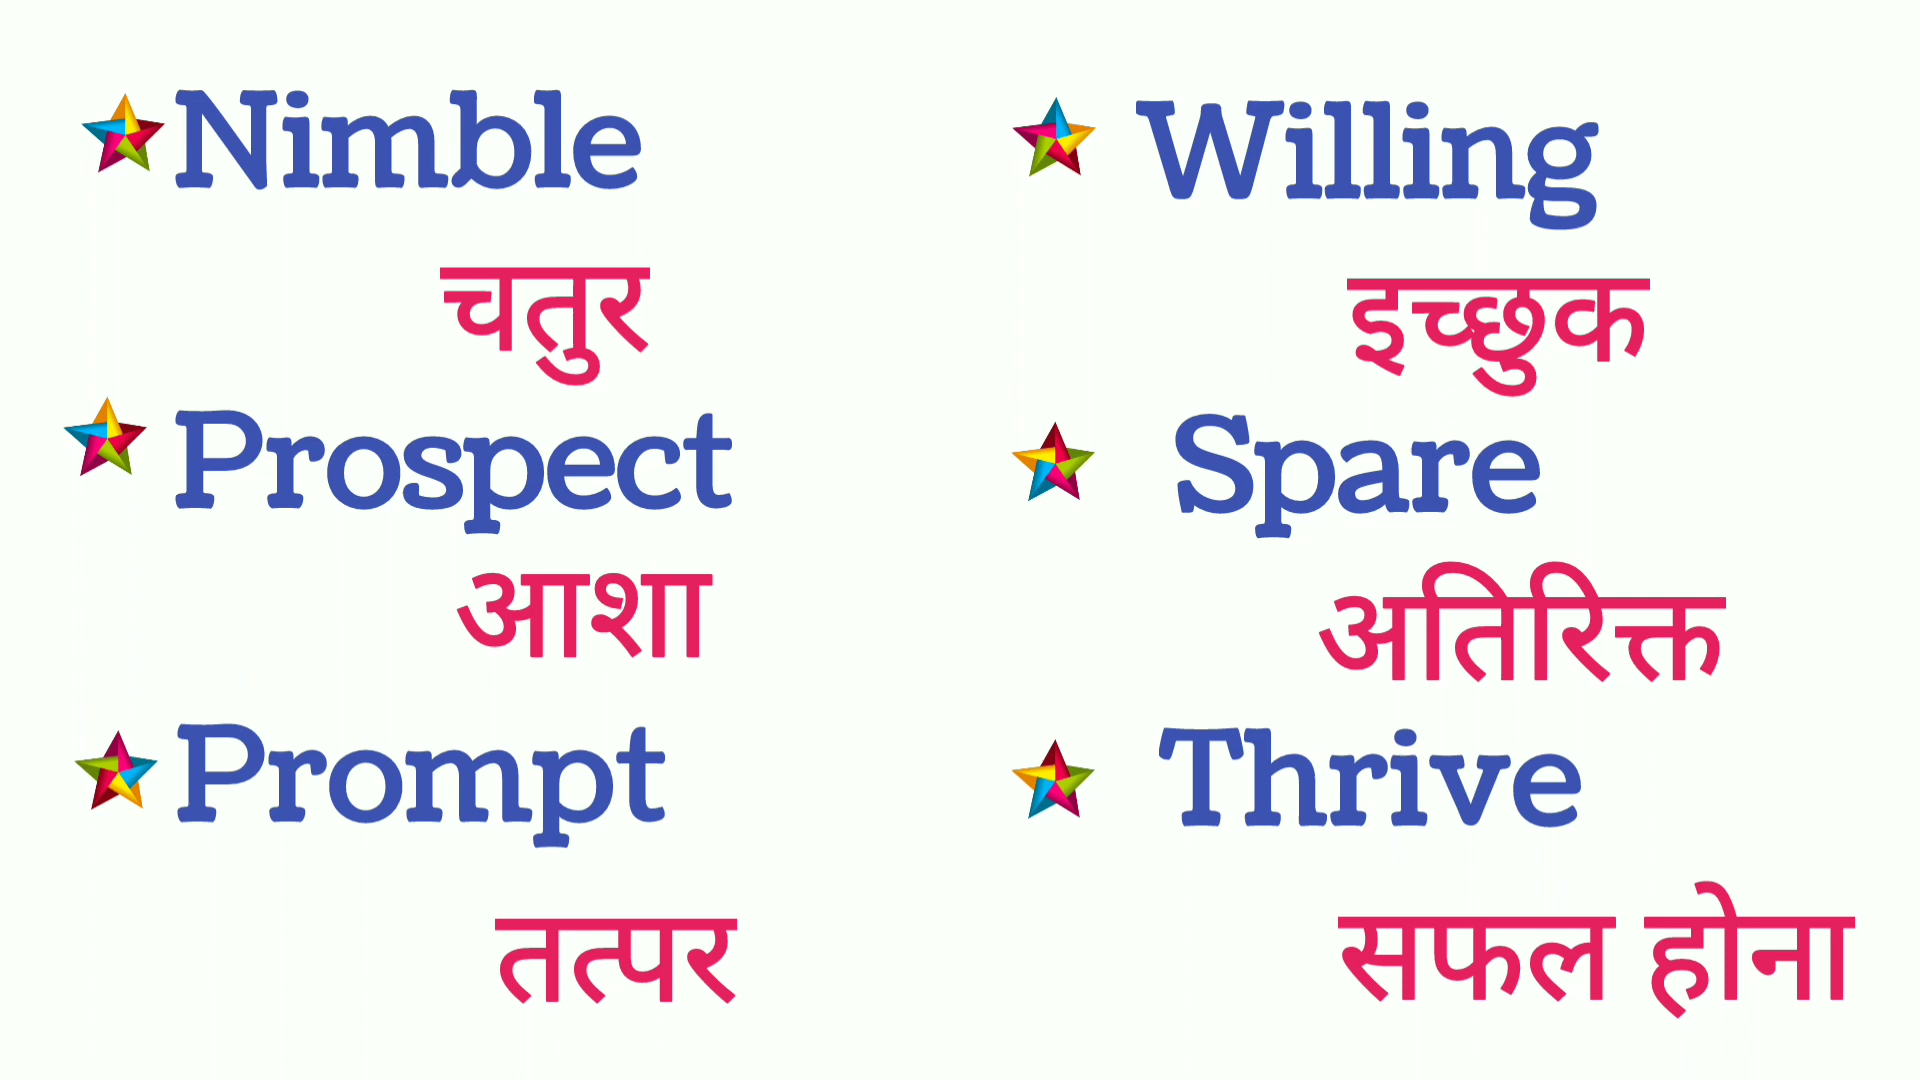 Nimble
चतुर
Prospect
आशा
Prompt
तत्पर
Willing
इच्छुक
Spare
अतिरिक्त
Thrive
सफल होना